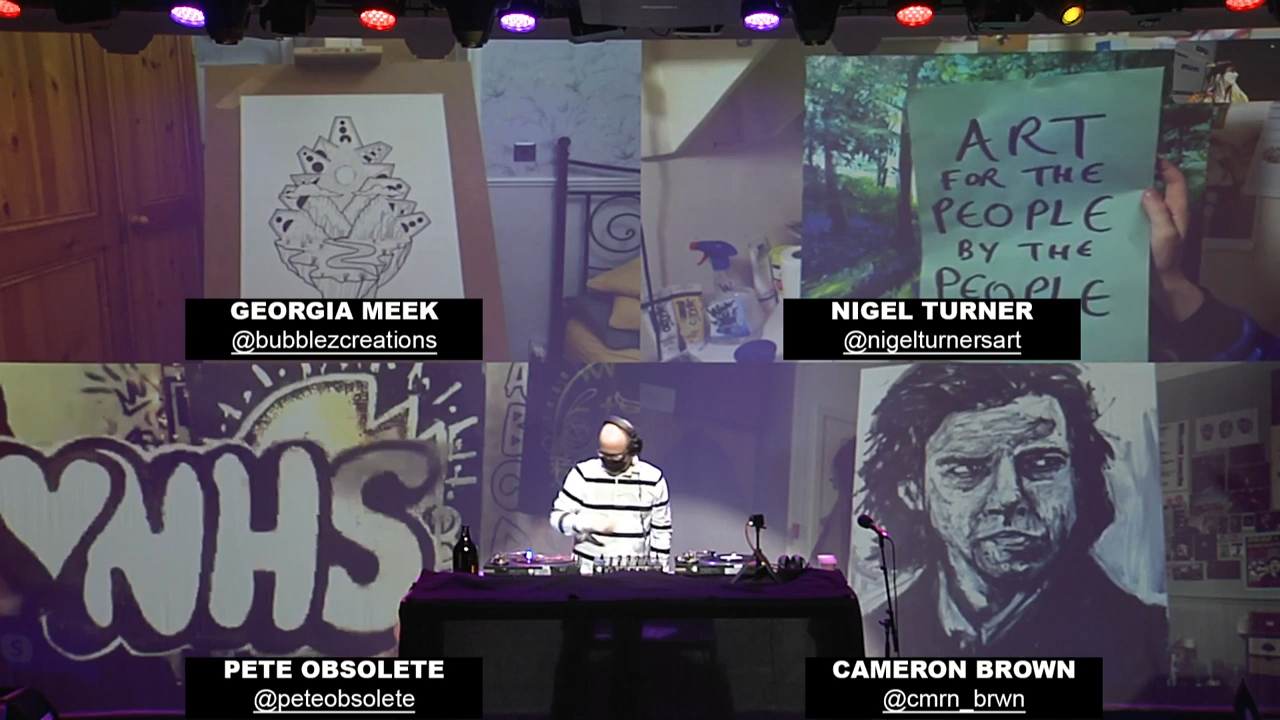 ART
FOR THE
PEOPLE
BY THE
PEOPLE
GEORGIA MEEK
@bubblezcreations
NIGEL TURNER
@nigelturnersart
NHS
PETE OBSOLETE
@peteobsolete
CAMERON BROWN
@cmrn_brwn